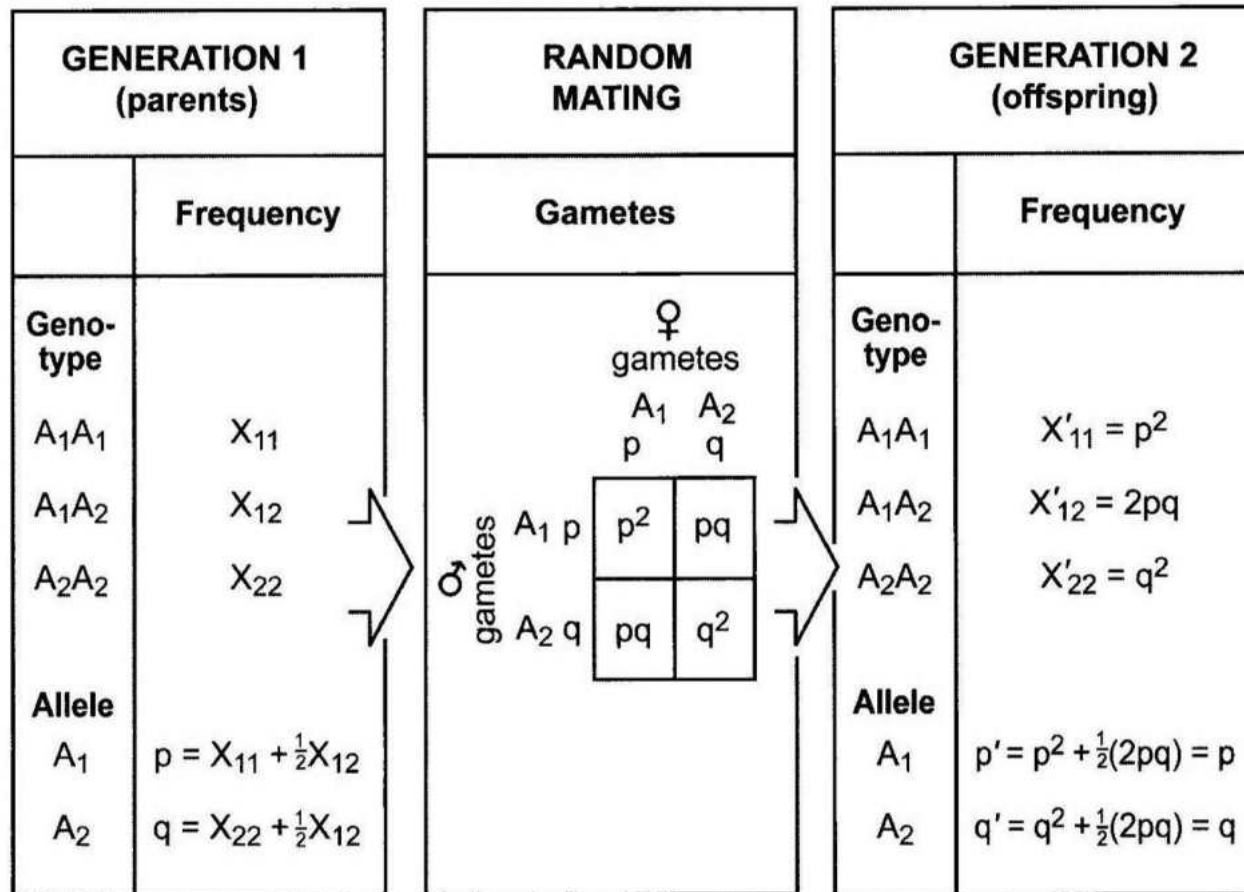 GENERATION 1
(parents)
Frequency
Geno-
type
A₁A₁ X₁₁
A₁A₂ X₁₂
A₂A₂ X₂₂
Allele
A₁ p = X₁₁ + ½X₁₂
A₂ q = X₂₂ + ½X₁₂
RANDOM
MATING
Gametes
♀
gametes
A₁ A₂
p q
♂
gametes
A₁ p p² pq
A₂ q pq q²
GENERATION 2
(offspring)
Frequency
Geno-
type
A₁A₁ X′₁₁ = p²
A₁A₂ X′₁₂ = 2pq
A₂A₂ X′₂₂ = q²
Allele
A₁ p′ = p² + ½(2pq) = p
A₂ q′ = q² + ½(2pq) = q